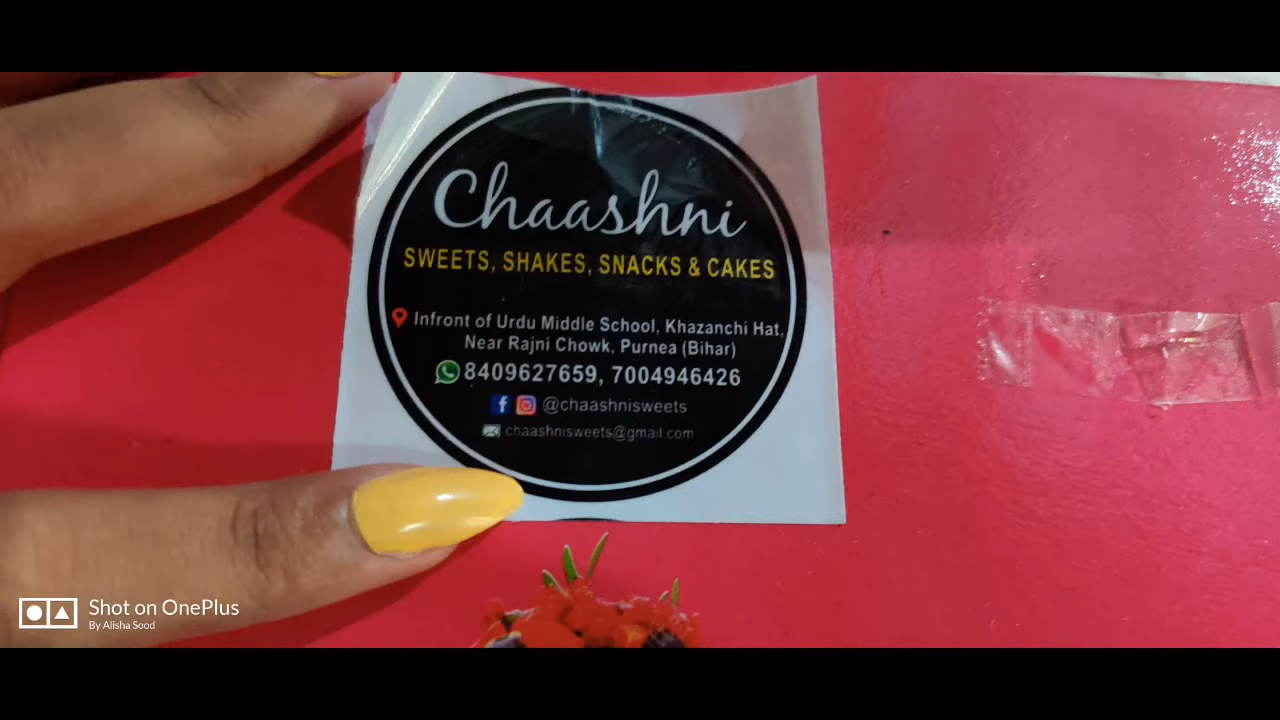 Chaashni
SWEETS, SHAKES, SNACKS & CAKES
Infront of Urdu Middle School, Khazanchi Hat,
Near Rajni Chowk, Purnea (Bihar)
8409627659, 7004946426
@chaashnisweets
chaashnisweets@gmail.com
Shot on OnePlus
By Alisha Sood